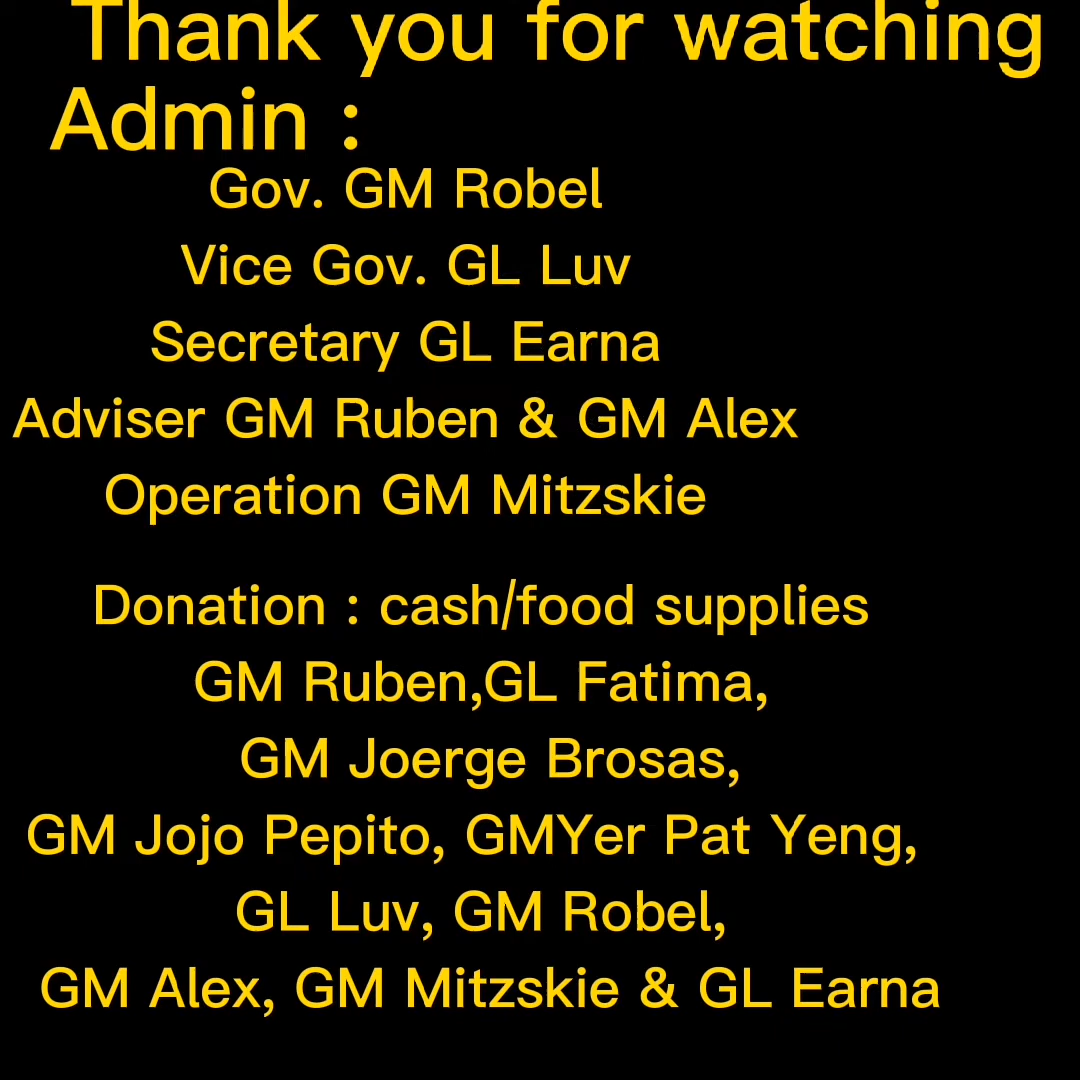 Thank you for watching
Admin :
Gov. GM Robel
Vice Gov. GL Luv
Secretary GL Earna
Adviser GM Ruben & GM Alex
Operation GM Mitzskie
Donation : cash/food supplies
GM Ruben,GL Fatima,
GM Joerge Brosas,
GM Jojo Pepito, GMYer Pat Yeng,
GL Luv, GM Robel,
GM Alex, GM Mitzskie & GL Earna